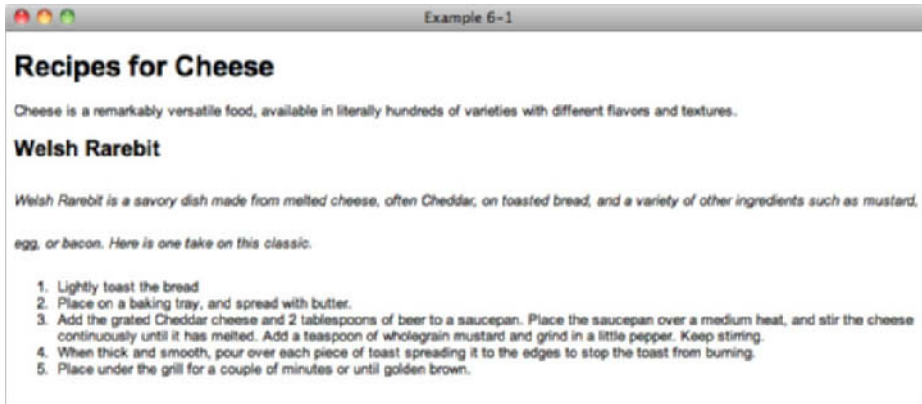 Example 6-1
Recipes for Cheese
Cheese is a remarkably versatile food, available in literally hundreds of varieties with different flavors and textures.
Welsh Rarebit
Welsh Rarebit is a savory dish made from melted cheese, often Cheddar, on toasted bread, and a variety of other ingredients such as mustard,
egg, or bacon. Here is one take on this classic.
1. Lightly toast the bread
2. Place on a baking tray, and spread with butter.
3. Add the grated Cheddar cheese and 2 tablespoons of beer to a saucepan. Place the saucepan over a medium heat, and stir the cheese
continuously until it has melted. Add a teaspoon of wholegrain mustard and grind in a little pepper. Keep stirring.
4. When thick and smooth, pour over each piece of toast spreading it to the edges to stop the toast from burning.
5. Place under the grill for a couple of minutes or until golden brown.